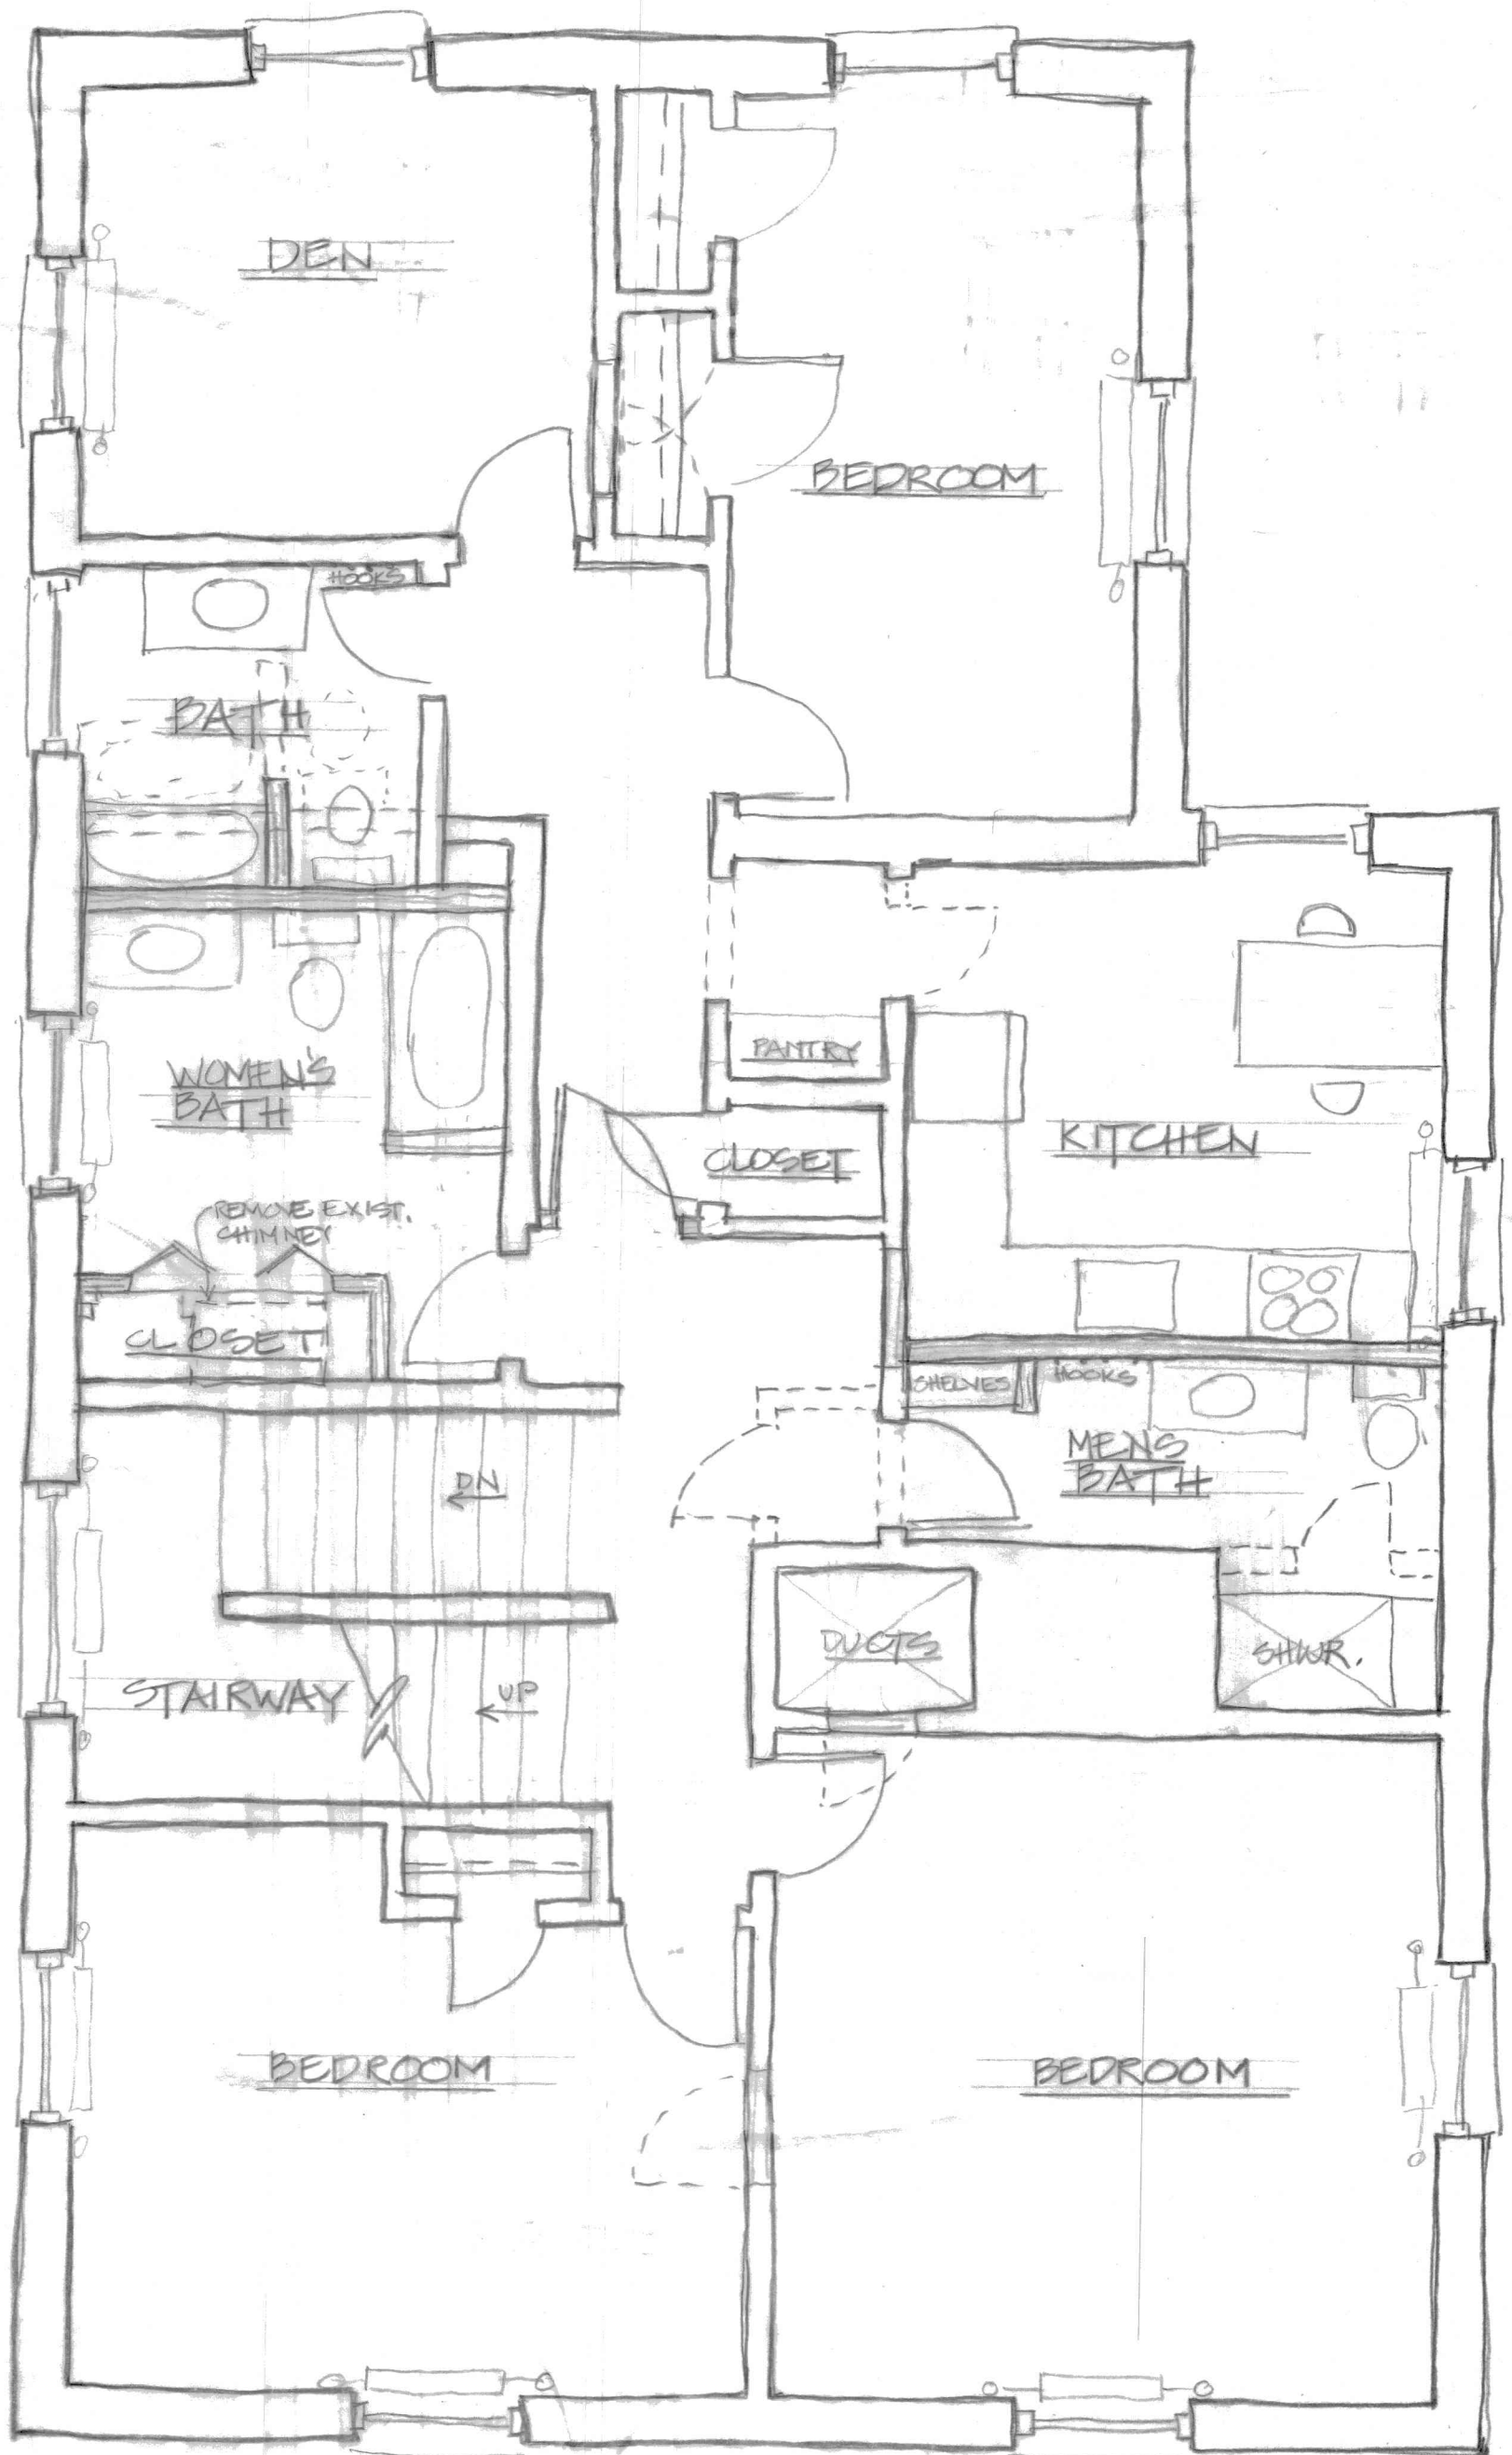 DEN
BEDROOM
HOOKS
BATH
PANTRY
WOMEN'S
BATH
KITCHEN
CLOSET
REMOVE EXIST.
CHIMNEY
CLOSET
SHELVES
HOOKS
MENS
BATH
DN
DUCTS
SHWR.
STAIRWAY
UP
BEDROOM
BEDROOM